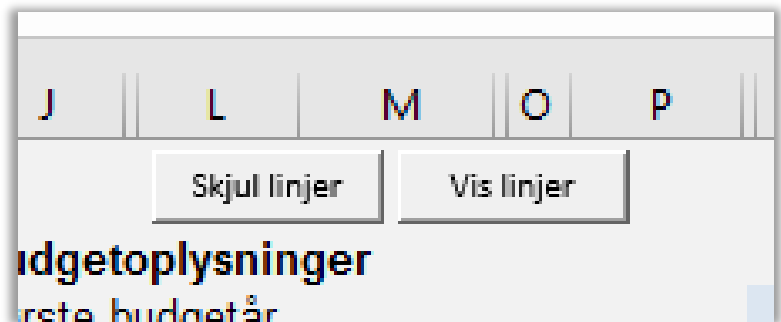 J L M O P
Skjul linjer Vis linjer
udgetoplysninger
rste budgetår